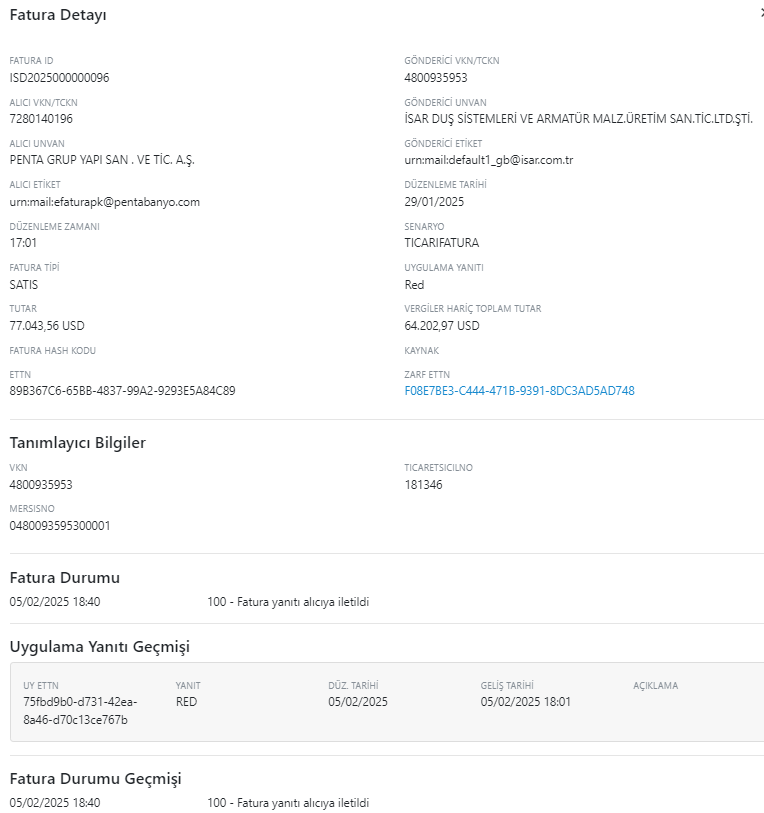 Fatura Detayı
FATURA ID
ISD2025000000096
GÖNDERİCİ VKN/TCKN
4800935953
ALICI VKN/TCKN
7280140196
GÖNDERİCİ UNVAN
İSAR DUŞ SİSTEMLERİ VE ARMATÜR MALZ.ÜRETİM SAN.TİC.LTD.ŞTİ.
ALICI UNVAN
PENTA GRUP YAPI SAN . VE TİC. A.Ş.
GÖNDERİCİ ETİKET
urn:mail:default1_gb@isar.com.tr
ALICI ETİKET
urn:mail:efaturapk@pentabanyo.com
DÜZENLEME TARİHİ
29/01/2025
DÜZENLEME ZAMANI
17:01
SENARYO
TICARIFATURA
FATURA TİPİ
SATIS
UYGULAMA YANITI
Red
TUTAR
77.043,56 USD
VERGİLER HARİÇ TOPLAM TUTAR
64.202,97 USD
FATURA HASH KODU
KAYNAK
ETTN
89B367C6-65BB-4837-99A2-9293E5A84C89
ZARF ETTN
F08E7BE3-C444-471B-9391-8DC3AD5AD748
Tanımlayıcı Bilgiler
VKN
4800935953
TICARETSICILNO
181346
MERSISNO
0480093595300001
Fatura Durumu
05/02/2025 18:40 100 - Fatura yanıtı alıcıya iletildi
Uygulama Yanıtı Geçmişi
UY ETTN
75fbd9b0-d731-42ea-
8a46-d70c13ce767b
YANIT
RED
DÜZ. TARİHİ
05/02/2025
GELİŞ TARİHİ
05/02/2025 18:01
AÇIKLAMA
Fatura Durumu Geçmişi
05/02/2025 18:40 100 - Fatura yanıtı alıcıya iletildi